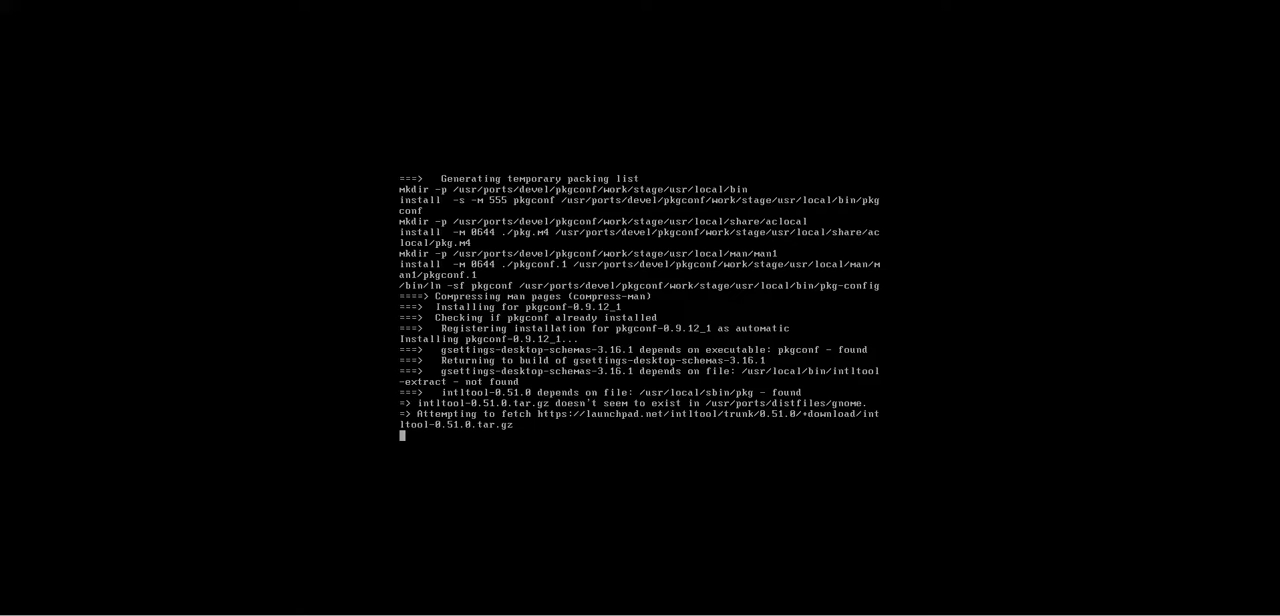 ===>   Generating temporary packing list
mkdir -p /usr/ports/devel/pkgconf/work/stage/usr/local/bin
install  -s -m 555 pkgconf /usr/ports/devel/pkgconf/work/stage/usr/local/bin/pkg
conf
mkdir -p /usr/ports/devel/pkgconf/work/stage/usr/local/share/aclocal
install  -m 0644 ./pkg.m4 /usr/ports/devel/pkgconf/work/stage/usr/local/share/ac
local/pkg.m4
mkdir -p /usr/ports/devel/pkgconf/work/stage/usr/local/man/man1
install  -m 0644 ./pkgconf.1 /usr/ports/devel/pkgconf/work/stage/usr/local/man/m
an1/pkgconf.1
/bin/ln -sf pkgconf /usr/ports/devel/pkgconf/work/stage/usr/local/bin/pkg-config
====> Compressing man pages (compress-man)
===>  Installing for pkgconf-0.9.12_1
===>  Checking if pkgconf already installed
===>   Registering installation for pkgconf-0.9.12_1 as automatic
Installing pkgconf-0.9.12_1...
===>   gsettings-desktop-schemas-3.16.1 depends on executable: pkgconf - found
===>   Returning to build of gsettings-desktop-schemas-3.16.1
===>   gsettings-desktop-schemas-3.16.1 depends on file: /usr/local/bin/intltool
-extract - not found
===>   intltool-0.51.0 depends on file: /usr/local/sbin/pkg - found
=> intltool-0.51.0.tar.gz doesn't seem to exist in /usr/ports/distfiles/gnome.
=> Attempting to fetch https://launchpad.net/intltool/trunk/0.51.0/+download/int
ltool-0.51.0.tar.gz